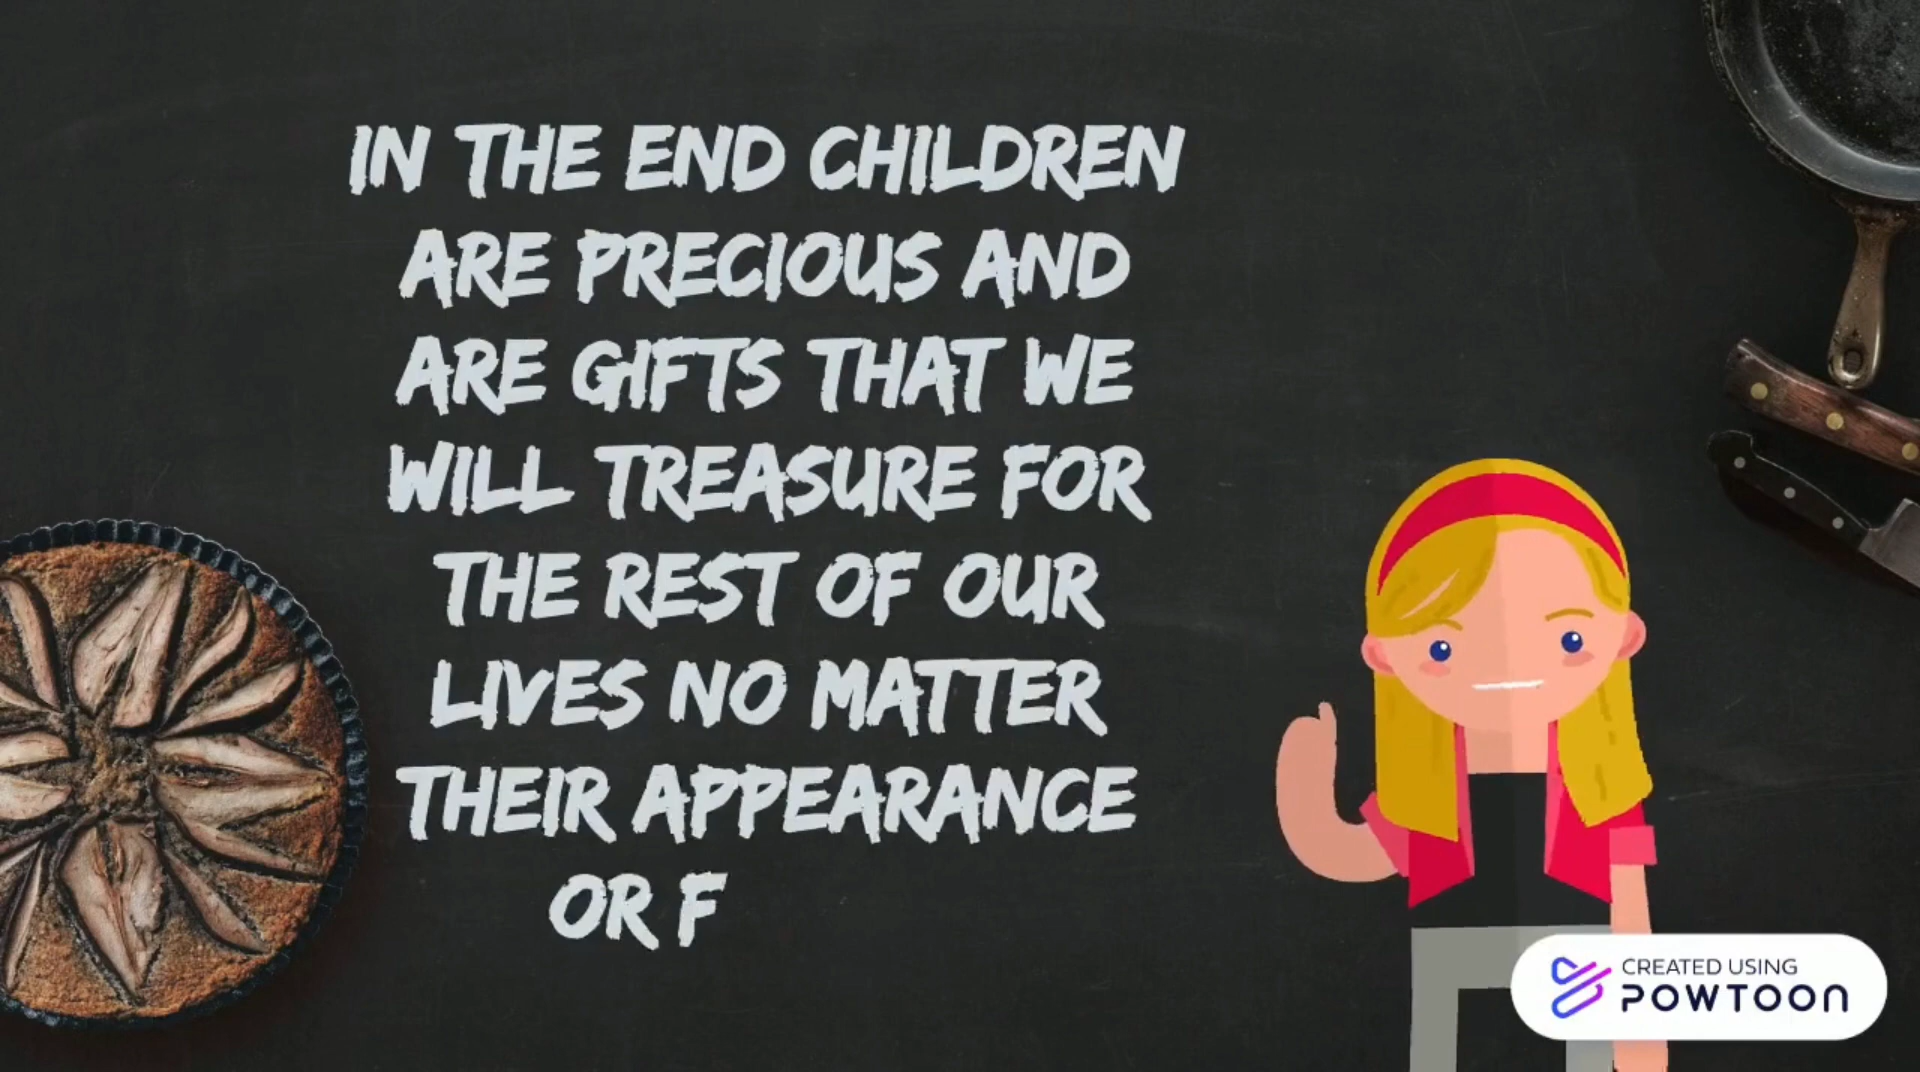 IN THE END CHILDREN
ARE PRECIOUS AND
ARE GIFTS THAT WE
WILL TREASURE FOR
THE REST OF OUR
LIVES NO MATTER
THEIR APPEARANCE
OR F
CREATED USING
POWTOON